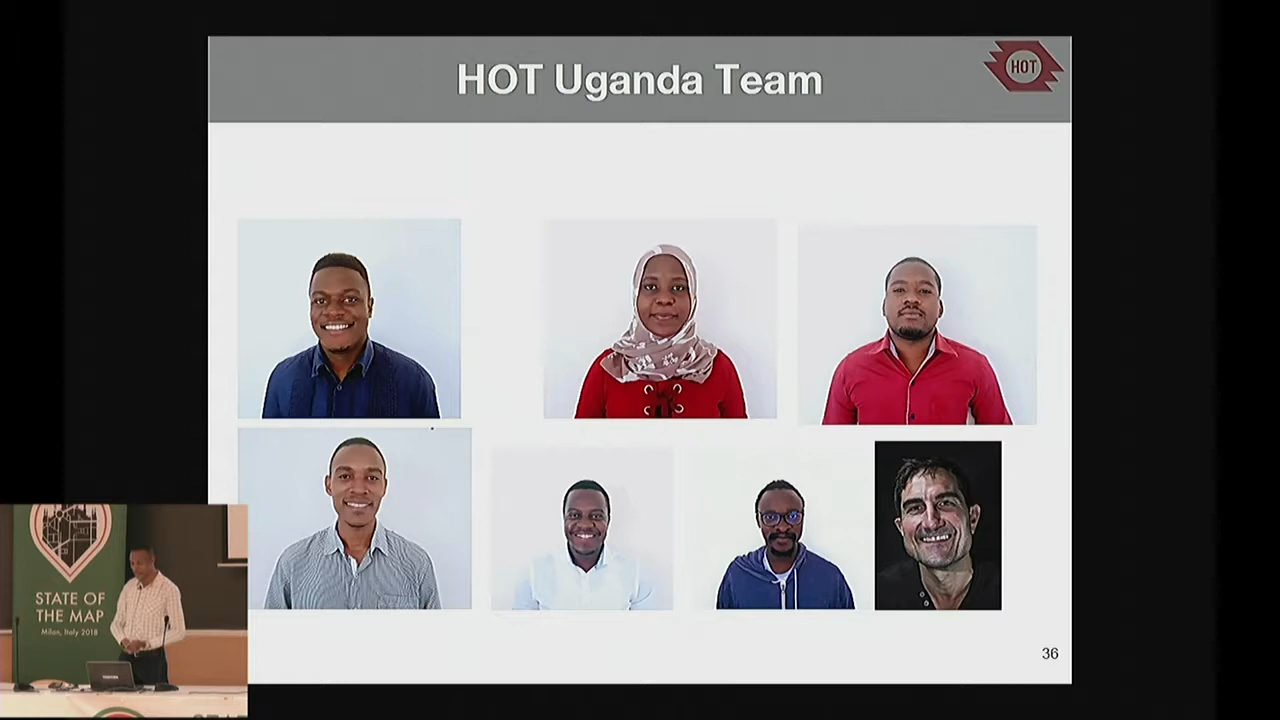 HOT Uganda Team
HOT
STATE OF
THE MAP
Milan, Italy 2018
36